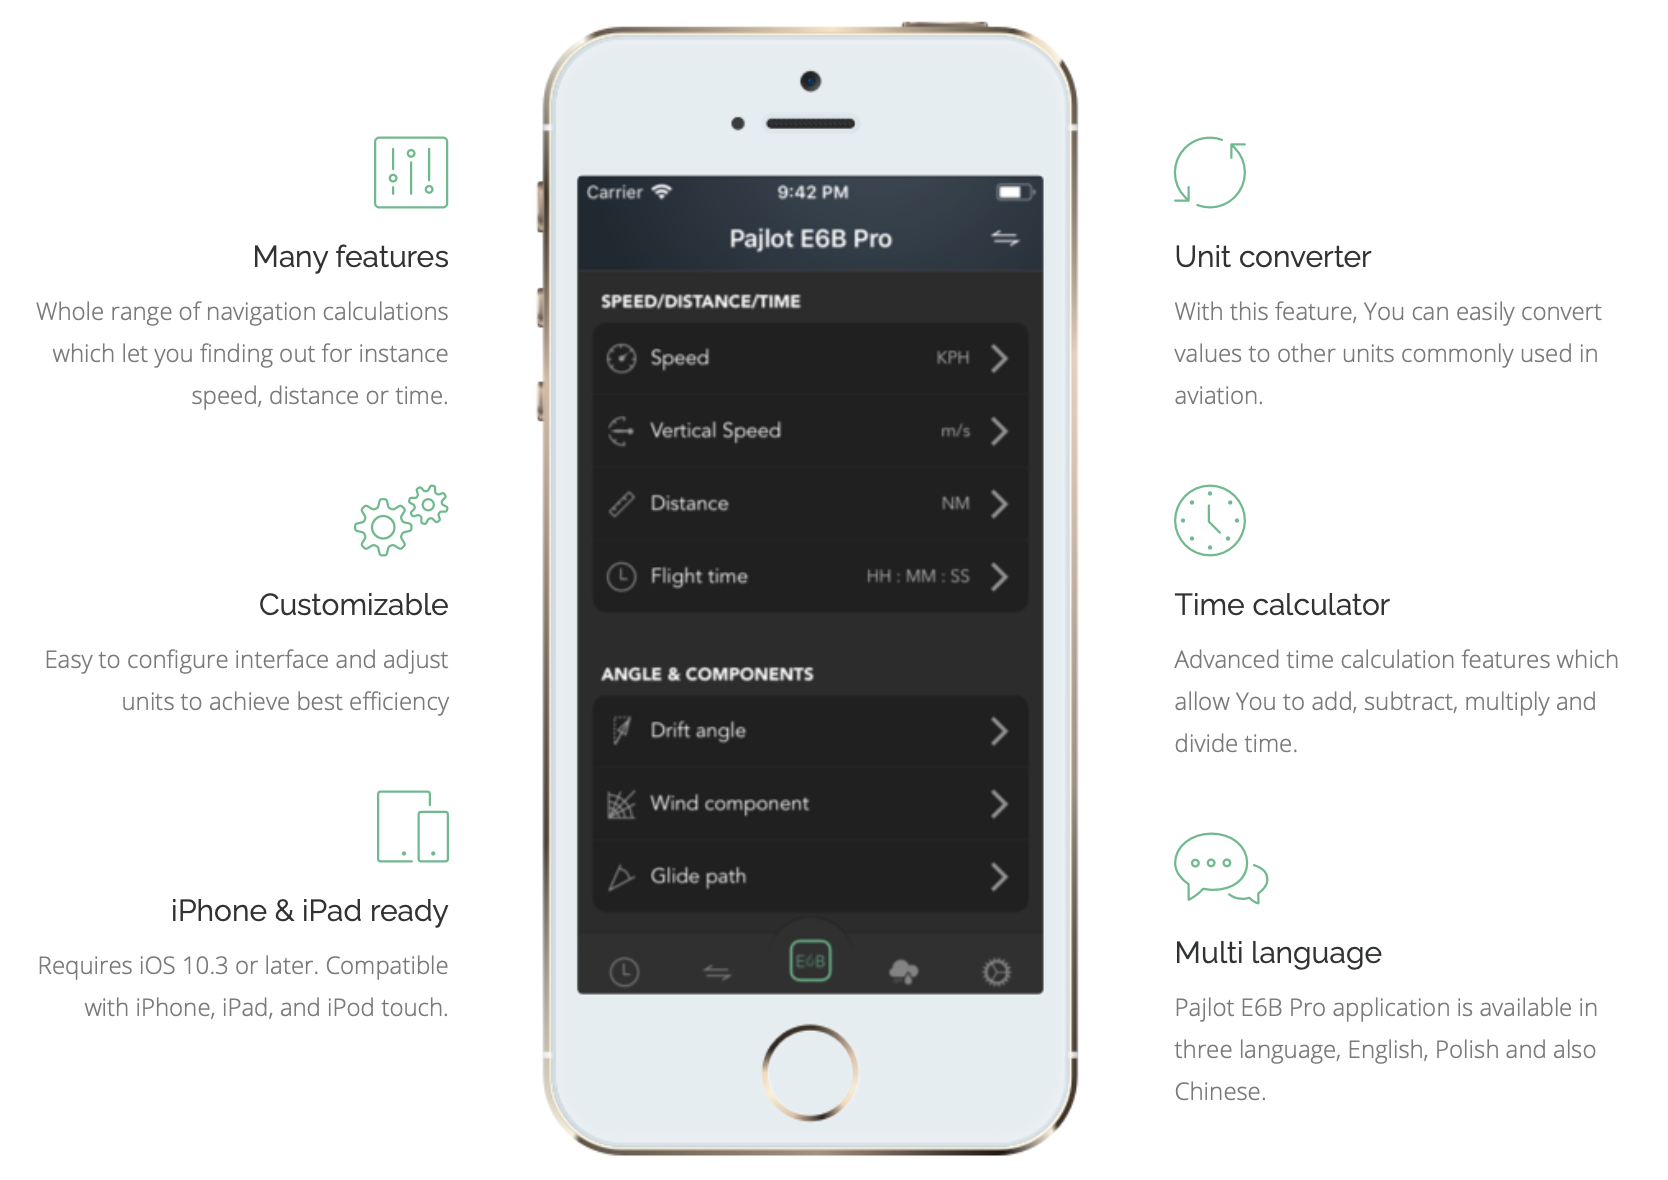 Many features
Whole range of navigation calculations
which let you finding out for instance
speed, distance or time.
Customizable
Easy to configure interface and adjust
units to achieve best efficiency
iPhone & iPad ready
Requires iOS 10.3 or later. Compatible
with iPhone, iPad, and iPod touch.
Carrier 9:42 PM
Pajlot E6B Pro
SPEED/DISTANCE/TIME
Speed KPH
Vertical Speed m/s
Distance NM
Flight time HH : MM : SS
ANGLE & COMPONENTS
Drift angle
Wind component
Glide path
E6B
Unit converter
With this feature, You can easily convert
values to other units commonly used in
aviation.
Time calculator
Advanced time calculation features which
allow You to add, subtract, multiply and
divide time.
Multi language
Pajlot E6B Pro application is available in
three language, English, Polish and also
Chinese.